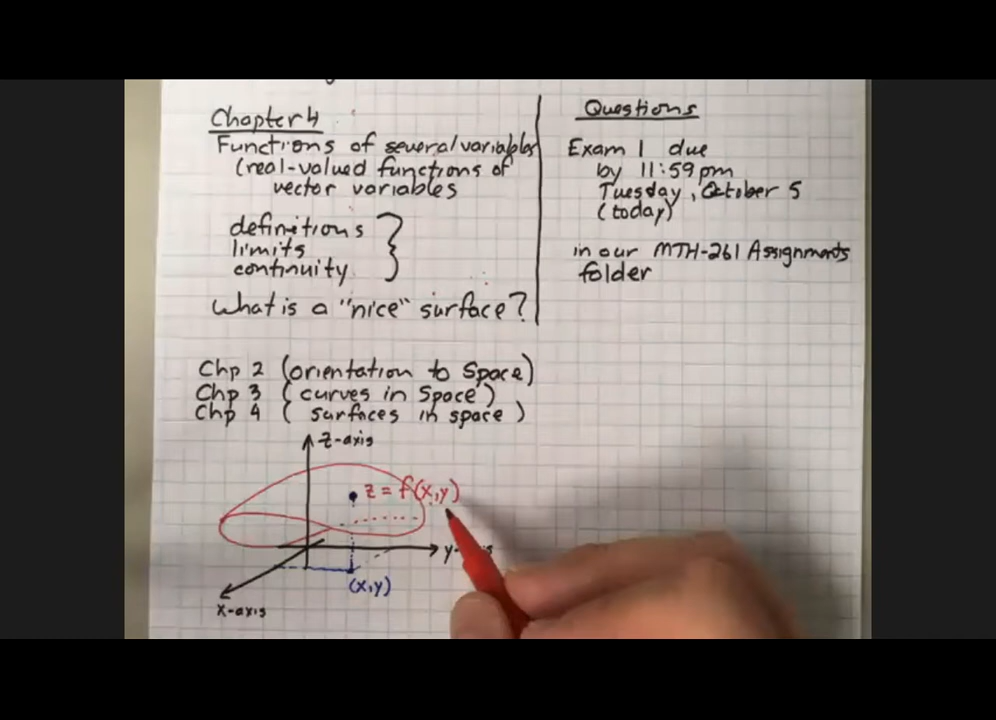 Chapter 4
Functions of several variables
(real-valued functions of
vector variables
definitions
limits
continuity
What is a "nice" surface?
Questions
Exam 1 due
by 11:59pm
Tuesday, October 5
(today)
in our MTH-261 Assignments
folder
Chp 2 (orientation to Space)
Chp 3 (curves in Space)
Chp 4 (surfaces in space)
z-axis
z = f(x,y)
(x,y)
x-axis